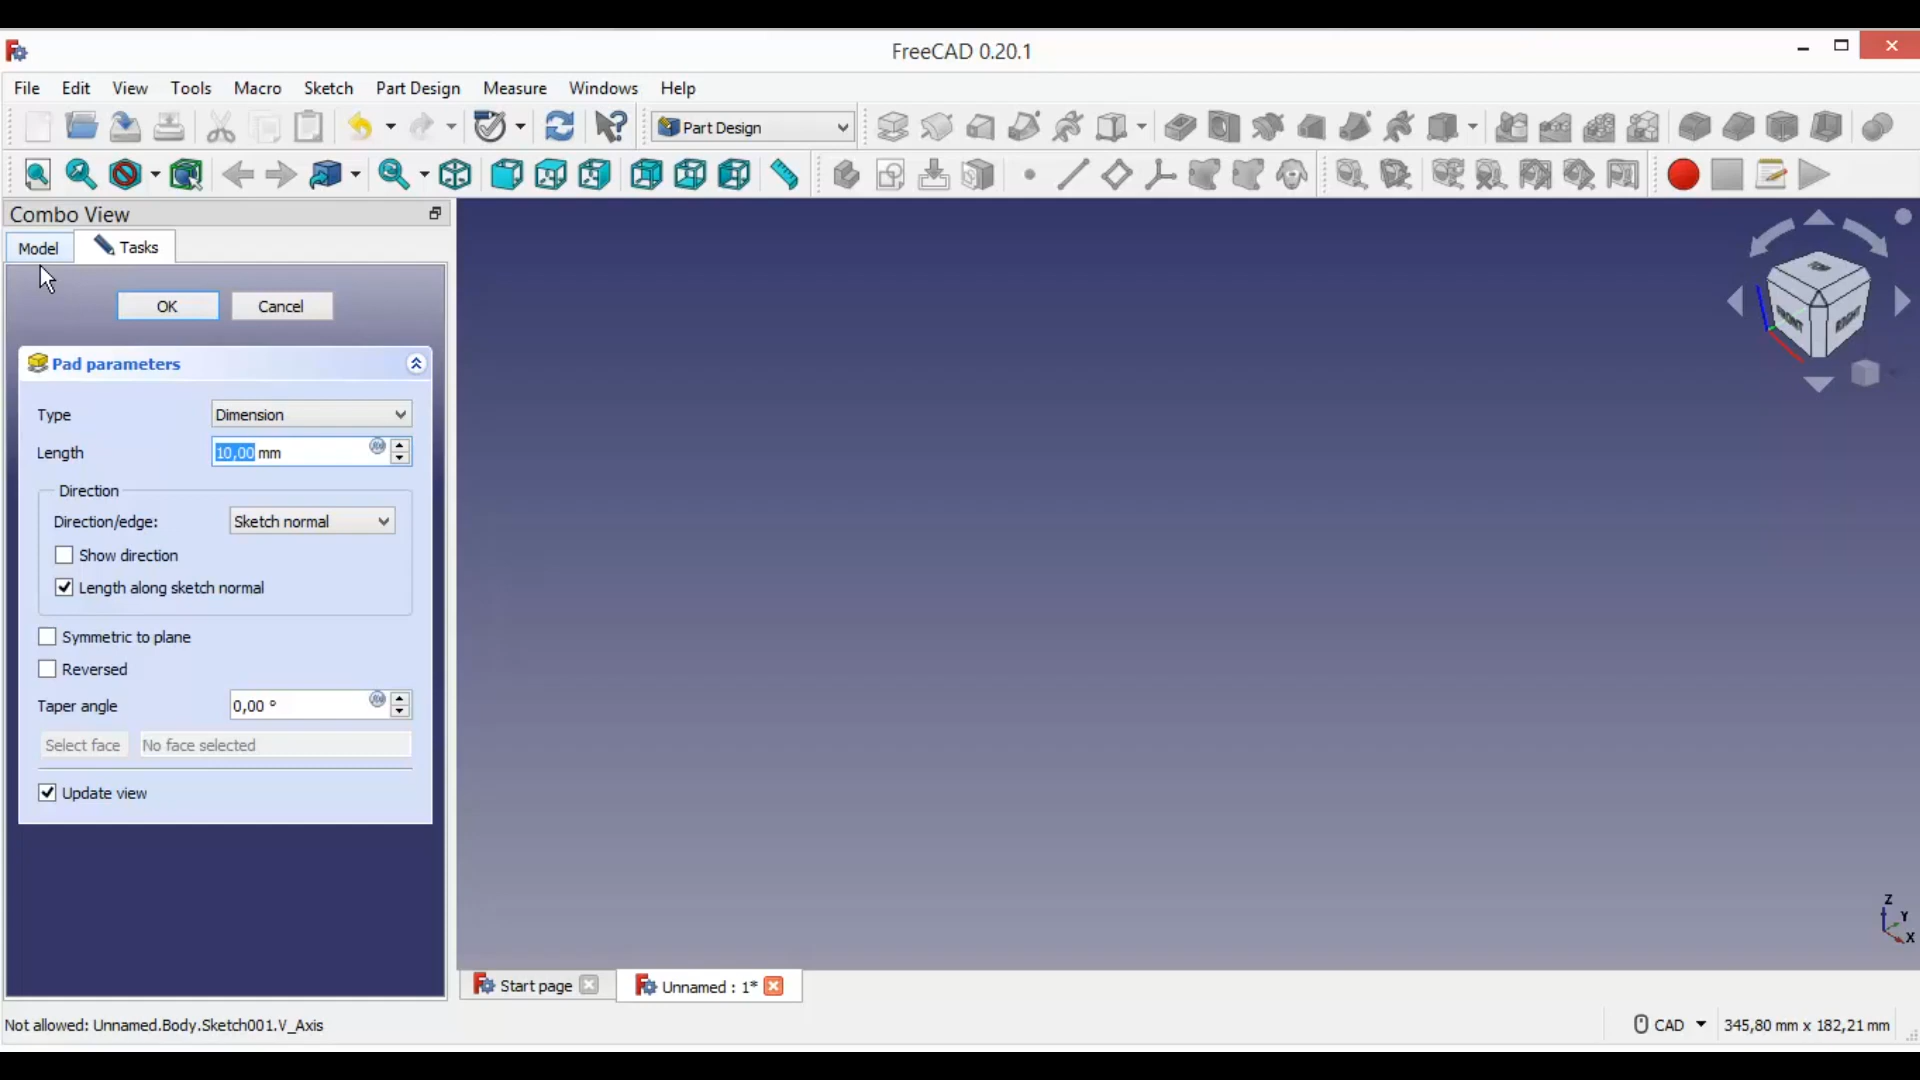 FreeCAD 0.20.1
File Edit View Tools Macro Sketch Part Design Measure Windows Help
Part Design
Combo View
Model Tasks
OK Cancel
Pad parameters
Type Dimension
Length 10,00 mm
Direction
Direction/edge: Sketch normal
Show direction
Length along sketch normal
Symmetric to plane
Reversed
Taper angle 0,00 °
Select face No face selected
Update view
TOP
FRONT RIGHT
Z
Y
X
Start page Unnamed : 1*
Not allowed: Unnamed.Body.Sketch001.V_Axis CAD 345,80 mm x 182,21 mm